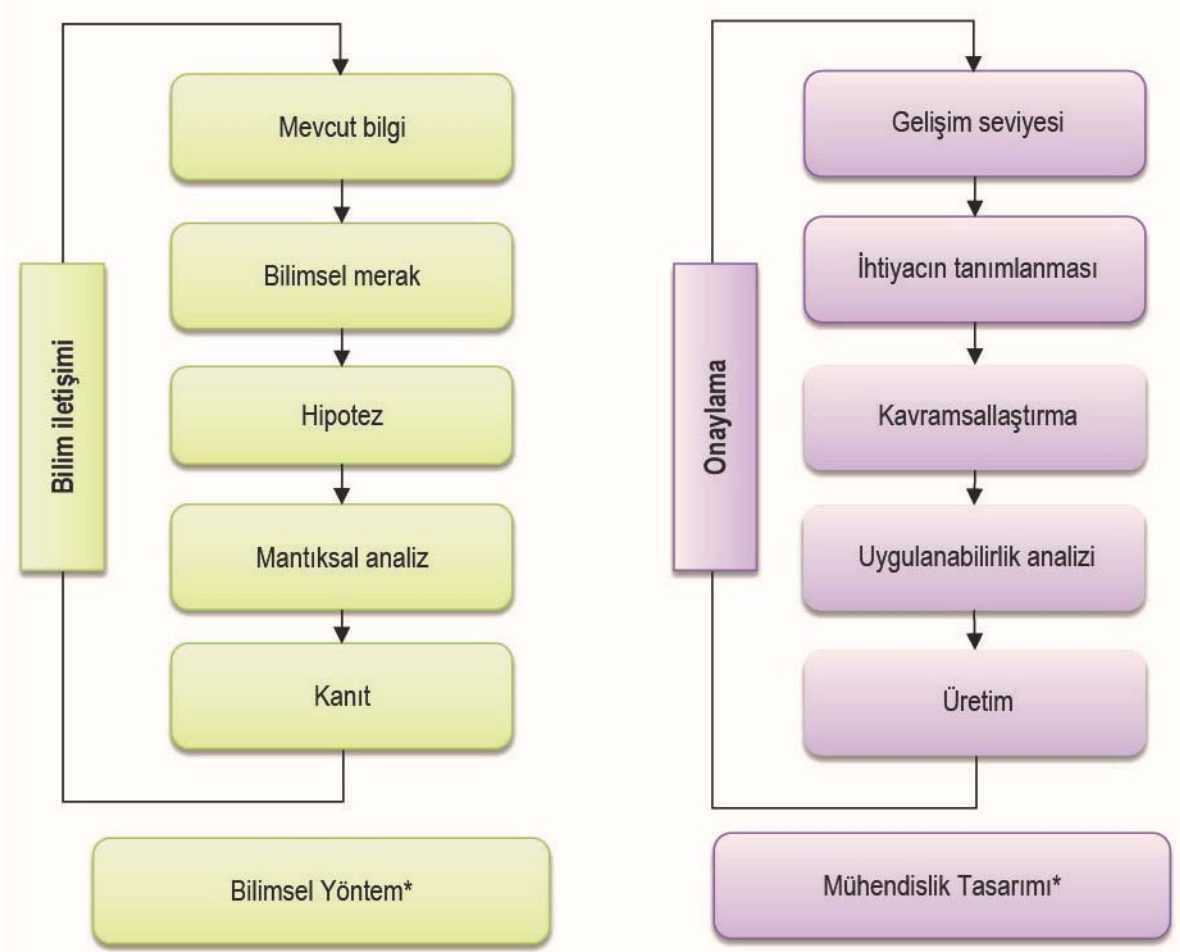 Mevcut bilgi
Bilimsel merak
Hipotez
Mantıksal analiz
Kanıt
Bilim iletişimi
Bilimsel Yöntem*
Gelişim seviyesi
İhtiyacın tanımlanması
Kavramsallaştırma
Uygulanabilirlik analizi
Üretim
Onaylama
Mühendislik Tasarımı*